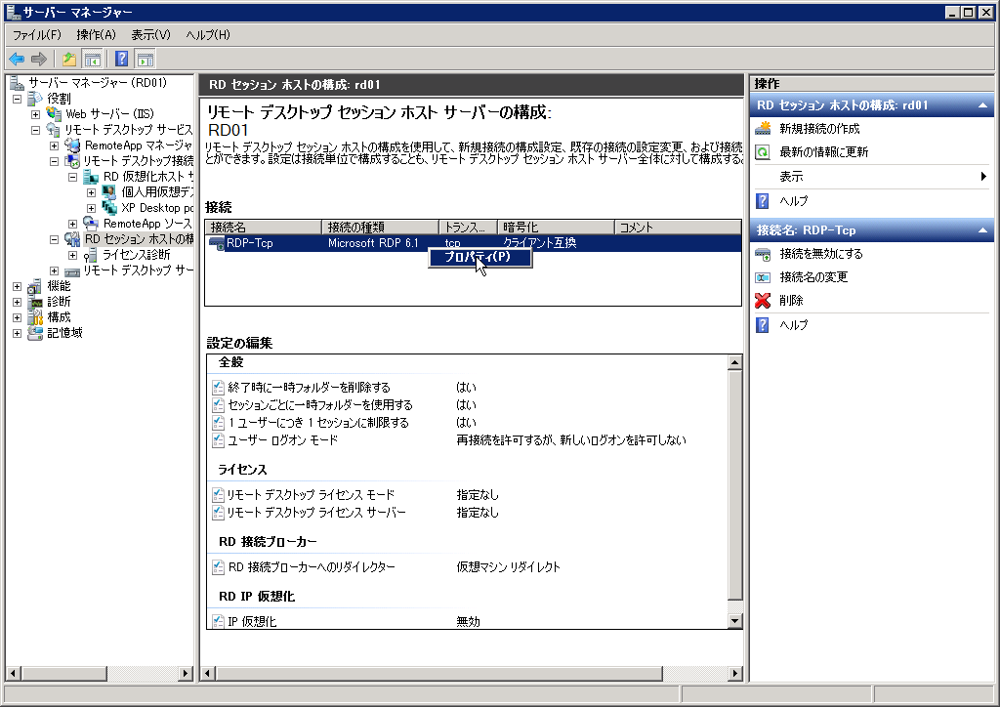 サーバー マネージャー
ファイル(F) 操作(A) 表示(V) ヘルプ(H)
サーバー マネージャー (RD01)
役割
Web サーバー (IIS)
リモート デスクトップ サービス
RemoteApp マネージャ
リモート デスクトップ接続
RD 仮想化ホスト サ
個人用仮想デ
XP Desktop po
RemoteApp ソース
RD セッション ホストの構
ライセンス診断
リモート デスクトップ サー
機能
診断
構成
記憶域
RD セッション ホストの構成: rd01
リモート デスクトップ セッション ホスト サーバーの構成:
RD01
リモート デスクトップ セッション ホストの構成を使用して、新規接続の構成設定、既存の接続の設定変更、および接続
とができます。設定は接続単位で構成することも、リモート デスクトップ セッション ホスト サーバー全体に対して構成する
接続
接続名 接続の種類 トランス... 暗号化 コメント
RDP-Tcp Microsoft RDP 6.1 tcp クライアント互換
プロパティ(P)
設定の編集
全般
終了時に一時フォルダーを削除する はい
セッションごとに一時フォルダーを使用する はい
1 ユーザーにつき 1 セッションに制限する はい
ユーザー ログオン モード 再接続を許可するが、新しいログオンを許可しない
ライセンス
リモート デスクトップ ライセンス モード 指定なし
リモート デスクトップ ライセンス サーバー 指定なし
RD 接続ブローカー
RD 接続ブローカーへのリダイレクター 仮想マシン リダイレクト
RD IP 仮想化
IP 仮想化 無効
操作
RD セッション ホストの構成: rd01
新規接続の作成
最新の情報に更新
表示
ヘルプ
接続名: RDP-Tcp
接続を無効にする
接続名の変更
削除
ヘルプ